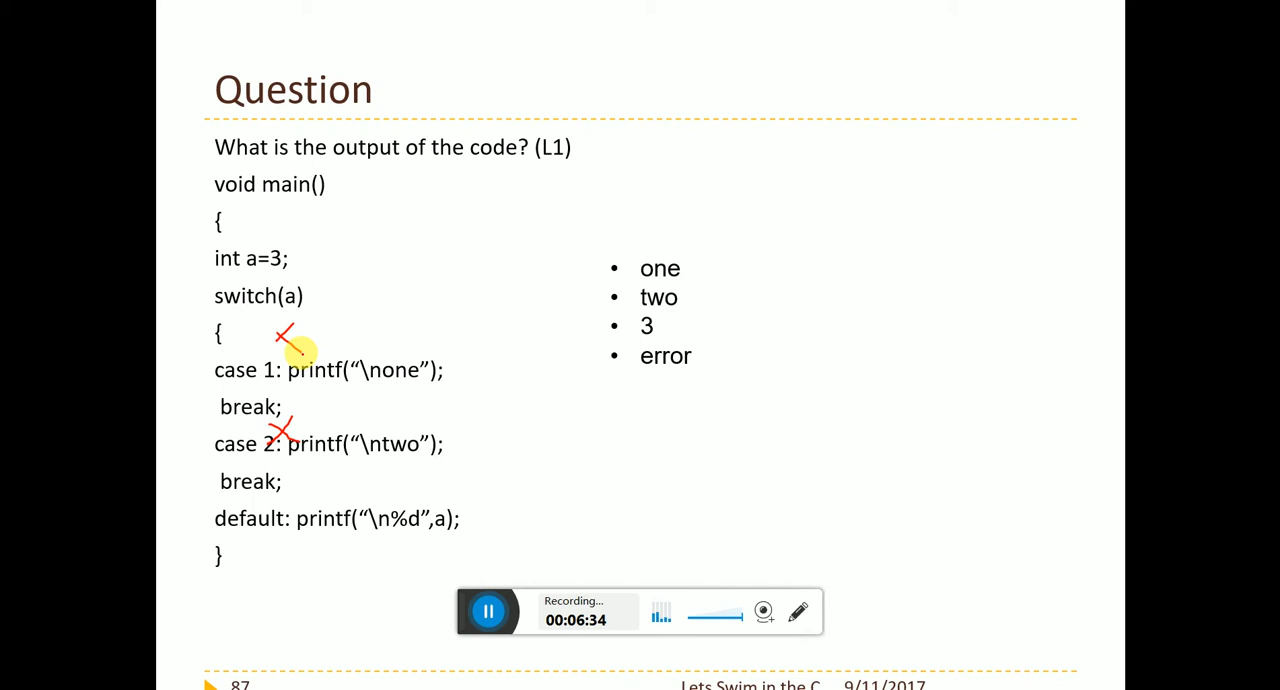 Question
What is the output of the code? (L1)
void main()
{
int a=3;
switch(a)
{
case 1: printf(“\none”);
break;
case 2: printf(“\ntwo”);
break;
default: printf(“\n%d”,a);
}
• one
• two
• 3
• error
Recording...
00:06:34
87
Lets Swim in the C 9/11/2017